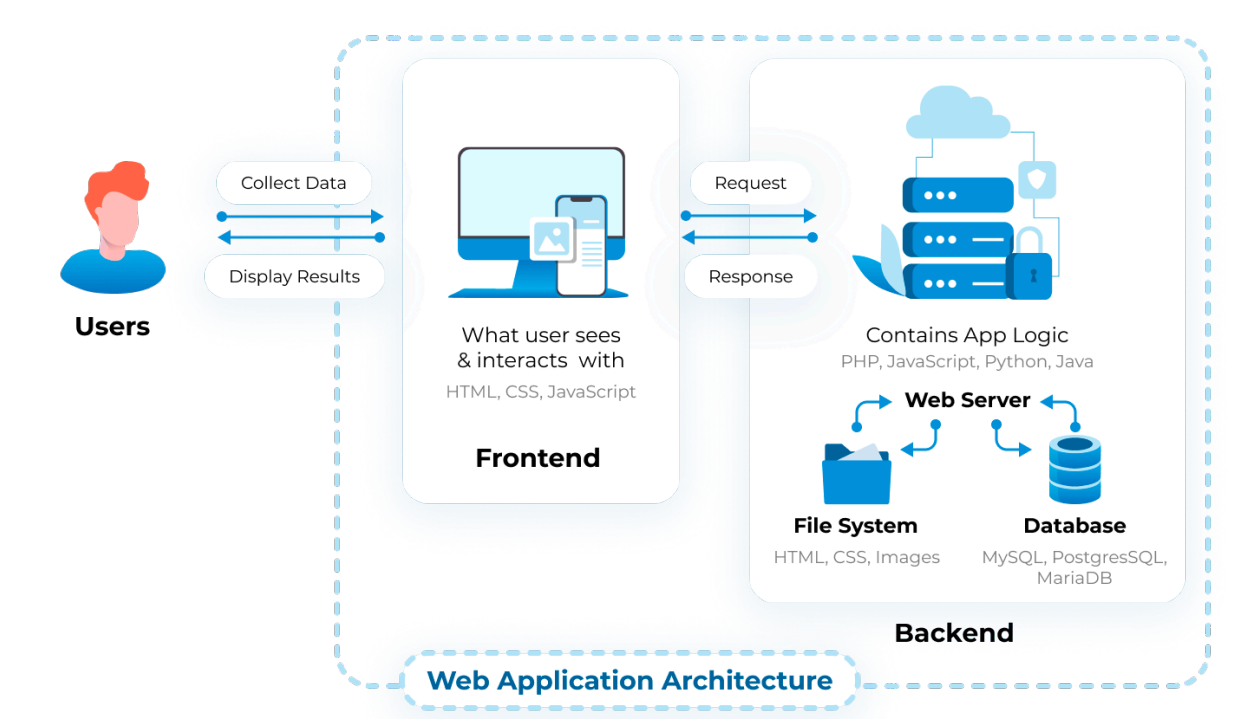 Collect Data
Display Results
Users
What user sees
& interacts with
HTML, CSS, JavaScript
Frontend
Request
Response
Contains App Logic
PHP, JavaScript, Python, Java
Web Server
File System
HTML, CSS, Images
Database
MySQL, PostgresSQL,
MariaDB
Backend
Web Application Architecture